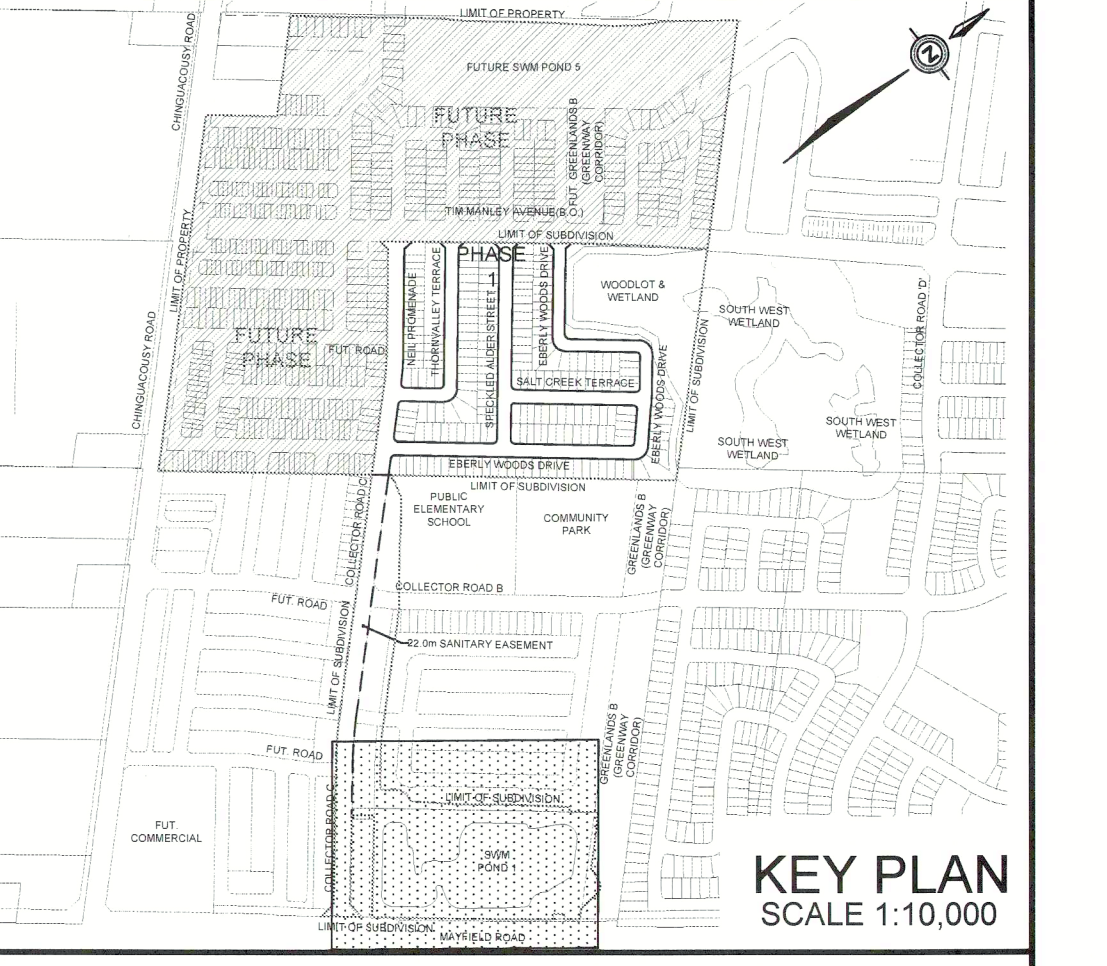 LIMIT OF PROPERTY
CHINGUACOUSY ROAD
FUTURE SWM POND 5
Z
FUTURE
PHASE
FUT. GREENLANDS B
(GREENWAY
CORRIDOR)
TIM MANLEY AVENUE(B.O.)
LIMIT OF SUBDIVISION
LIMIT OF PROPERTY
PHASE
1
NEIL PROMENADE
THORNVALLEY TERRACE
SPECKLED ALDER STREET
EBERLY WOODS DRIVE
WOODLOT &
WETLAND
SOUTH WEST
WETLAND
COLLECTOR ROAD 'D'
CHINGUACOUSY ROAD
FUTURE
PHASE
FUT. ROAD
SALT CREEK TERRACE
EBERLY WOODS DRIVE
LIMIT OF SUBDIVISION
SOUTH WEST
WETLAND
SOUTH WEST
WETLAND
EBERLY WOODS DRIVE
LIMIT OF SUBDIVISION
PUBLIC
ELEMENTARY
SCHOOL
COMMUNITY
PARK
GREENLANDS B
(GREENWAY
CORRIDOR)
COLLECTOR ROAD C
COLLECTOR ROAD B
FUT. ROAD
LIMIT OF SUBDIVISION
22.0m SANITARY EASEMENT
GREENLANDS B
(GREENWAY
CORRIDOR)
FUT. ROAD
LIMIT OF SUBDIVISION
COLLECTOR ROAD C
FUT.
COMMERCIAL
SWM
POND 1
LIMIT OF SUBDIVISION
MAYFIELD ROAD
KEY PLAN
SCALE 1:10,000